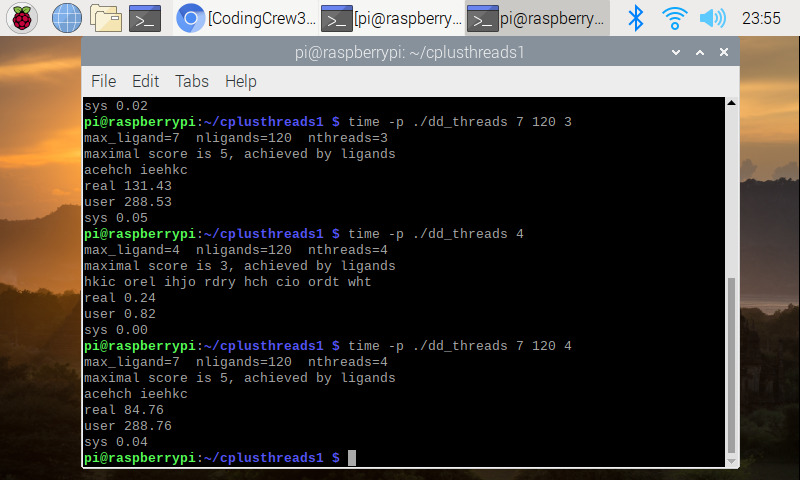 [CodingCrew3... [pi@raspberry... pi@raspberry... 23:55
pi@raspberrypi: ~/cplusthreads1
File Edit Tabs Help
sys 0.02
pi@raspberrypi:~/cplusthreads1 $ time -p ./dd_threads 7 120 3
max_ligand=7  nligands=120  nthreads=3
maximal score is 5, achieved by ligands
acehch ieehkc
real 131.43
user 288.53
sys 0.05
pi@raspberrypi:~/cplusthreads1 $ time -p ./dd_threads 4
max_ligand=4  nligands=120  nthreads=4
maximal score is 3, achieved by ligands
hkic orel ihjo rdry hch cio ordt wht
real 0.24
user 0.82
sys 0.00
pi@raspberrypi:~/cplusthreads1 $ time -p ./dd_threads 7 120 4
max_ligand=7  nligands=120  nthreads=4
maximal score is 5, achieved by ligands
acehch ieehkc
real 84.76
user 288.76
sys 0.04
pi@raspberrypi:~/cplusthreads1 $